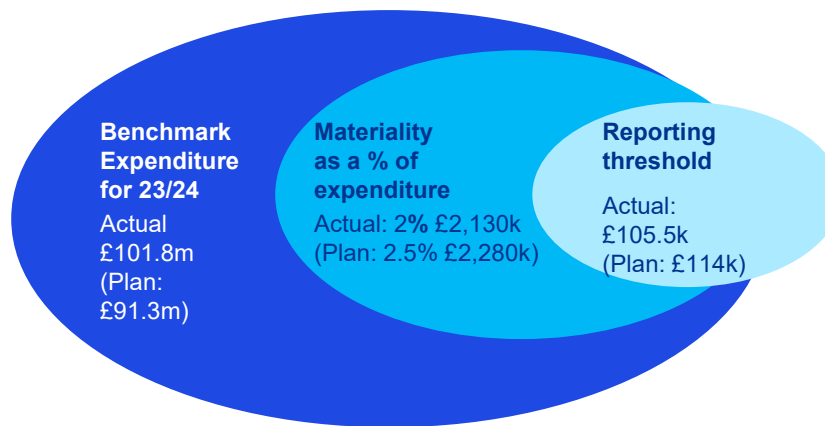 Benchmark
Expenditure
for 23/24
Actual
£101.8m
(Plan:
£91.3m)
Materiality
as a % of
expenditure
Actual: 2% £2,130k
(Plan: 2.5% £2,280k)
Reporting
threshold
Actual:
£105.5k
(Plan: £114k)